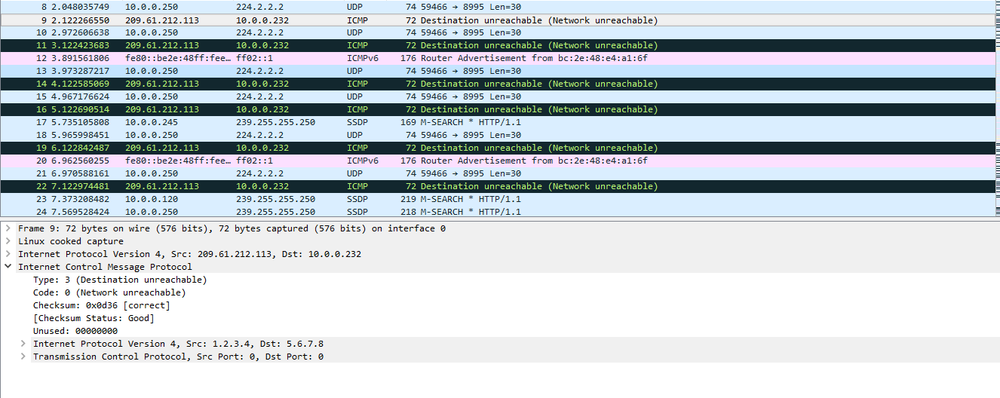 8 2.048035749 10.0.0.250 224.2.2.2 UDP 74 59466 → 8995 Len=30
9 2.122266550 209.61.212.113 10.0.0.232 ICMP 72 Destination unreachable (Network unreachable)
10 2.972606638 10.0.0.250 224.2.2.2 UDP 74 59466 → 8995 Len=30
11 3.122423683 209.61.212.113 10.0.0.232 ICMP 72 Destination unreachable (Network unreachable)
12 3.891561806 fe80::be2e:48ff:fee… ff02::1 ICMPv6 176 Router Advertisement from bc:2e:48:e4:a1:6f
13 3.973287217 10.0.0.250 224.2.2.2 UDP 74 59466 → 8995 Len=30
14 4.122585069 209.61.212.113 10.0.0.232 ICMP 72 Destination unreachable (Network unreachable)
15 4.967176624 10.0.0.250 224.2.2.2 UDP 74 59466 → 8995 Len=30
16 5.122690514 209.61.212.113 10.0.0.232 ICMP 72 Destination unreachable (Network unreachable)
17 5.735105808 10.0.0.245 239.255.255.250 SSDP 169 M-SEARCH * HTTP/1.1
18 5.965998451 10.0.0.250 224.2.2.2 UDP 74 59466 → 8995 Len=30
19 6.122842487 209.61.212.113 10.0.0.232 ICMP 72 Destination unreachable (Network unreachable)
20 6.962560255 fe80::be2e:48ff:fee… ff02::1 ICMPv6 176 Router Advertisement from bc:2e:48:e4:a1:6f
21 6.970588161 10.0.0.250 224.2.2.2 UDP 74 59466 → 8995 Len=30
22 7.122974481 209.61.212.113 10.0.0.232 ICMP 72 Destination unreachable (Network unreachable)
23 7.373208482 10.0.0.120 239.255.255.250 SSDP 219 M-SEARCH * HTTP/1.1
24 7.569528424 10.0.0.250 239.255.255.250 SSDP 218 M-SEARCH * HTTP/1.1
Frame 9: 72 bytes on wire (576 bits), 72 bytes captured (576 bits) on interface 0
Linux cooked capture
Internet Protocol Version 4, Src: 209.61.212.113, Dst: 10.0.0.232
Internet Control Message Protocol
Type: 3 (Destination unreachable)
Code: 0 (Network unreachable)
Checksum: 0x0d36 [correct]
[Checksum Status: Good]
Unused: 00000000
Internet Protocol Version 4, Src: 1.2.3.4, Dst: 5.6.7.8
Transmission Control Protocol, Src Port: 0, Dst Port: 0